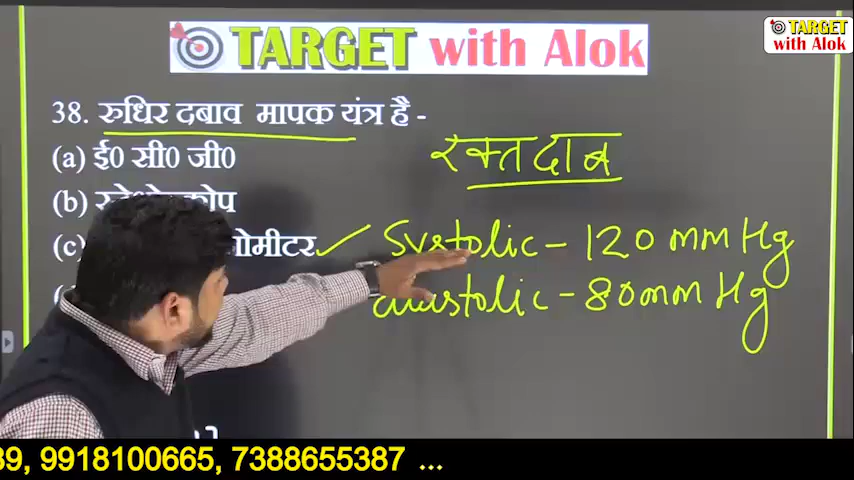 TARGET with Alok
TARGET
with Alok
38. रुधिर दबाव मापक यंत्र है -
(a) ई0 सी0 जी0
(b)
(c)
रक्तदाब
Systolic - 120 mm Hg
diastolic - 80 mm Hg
9918100665, 7388655387 ...